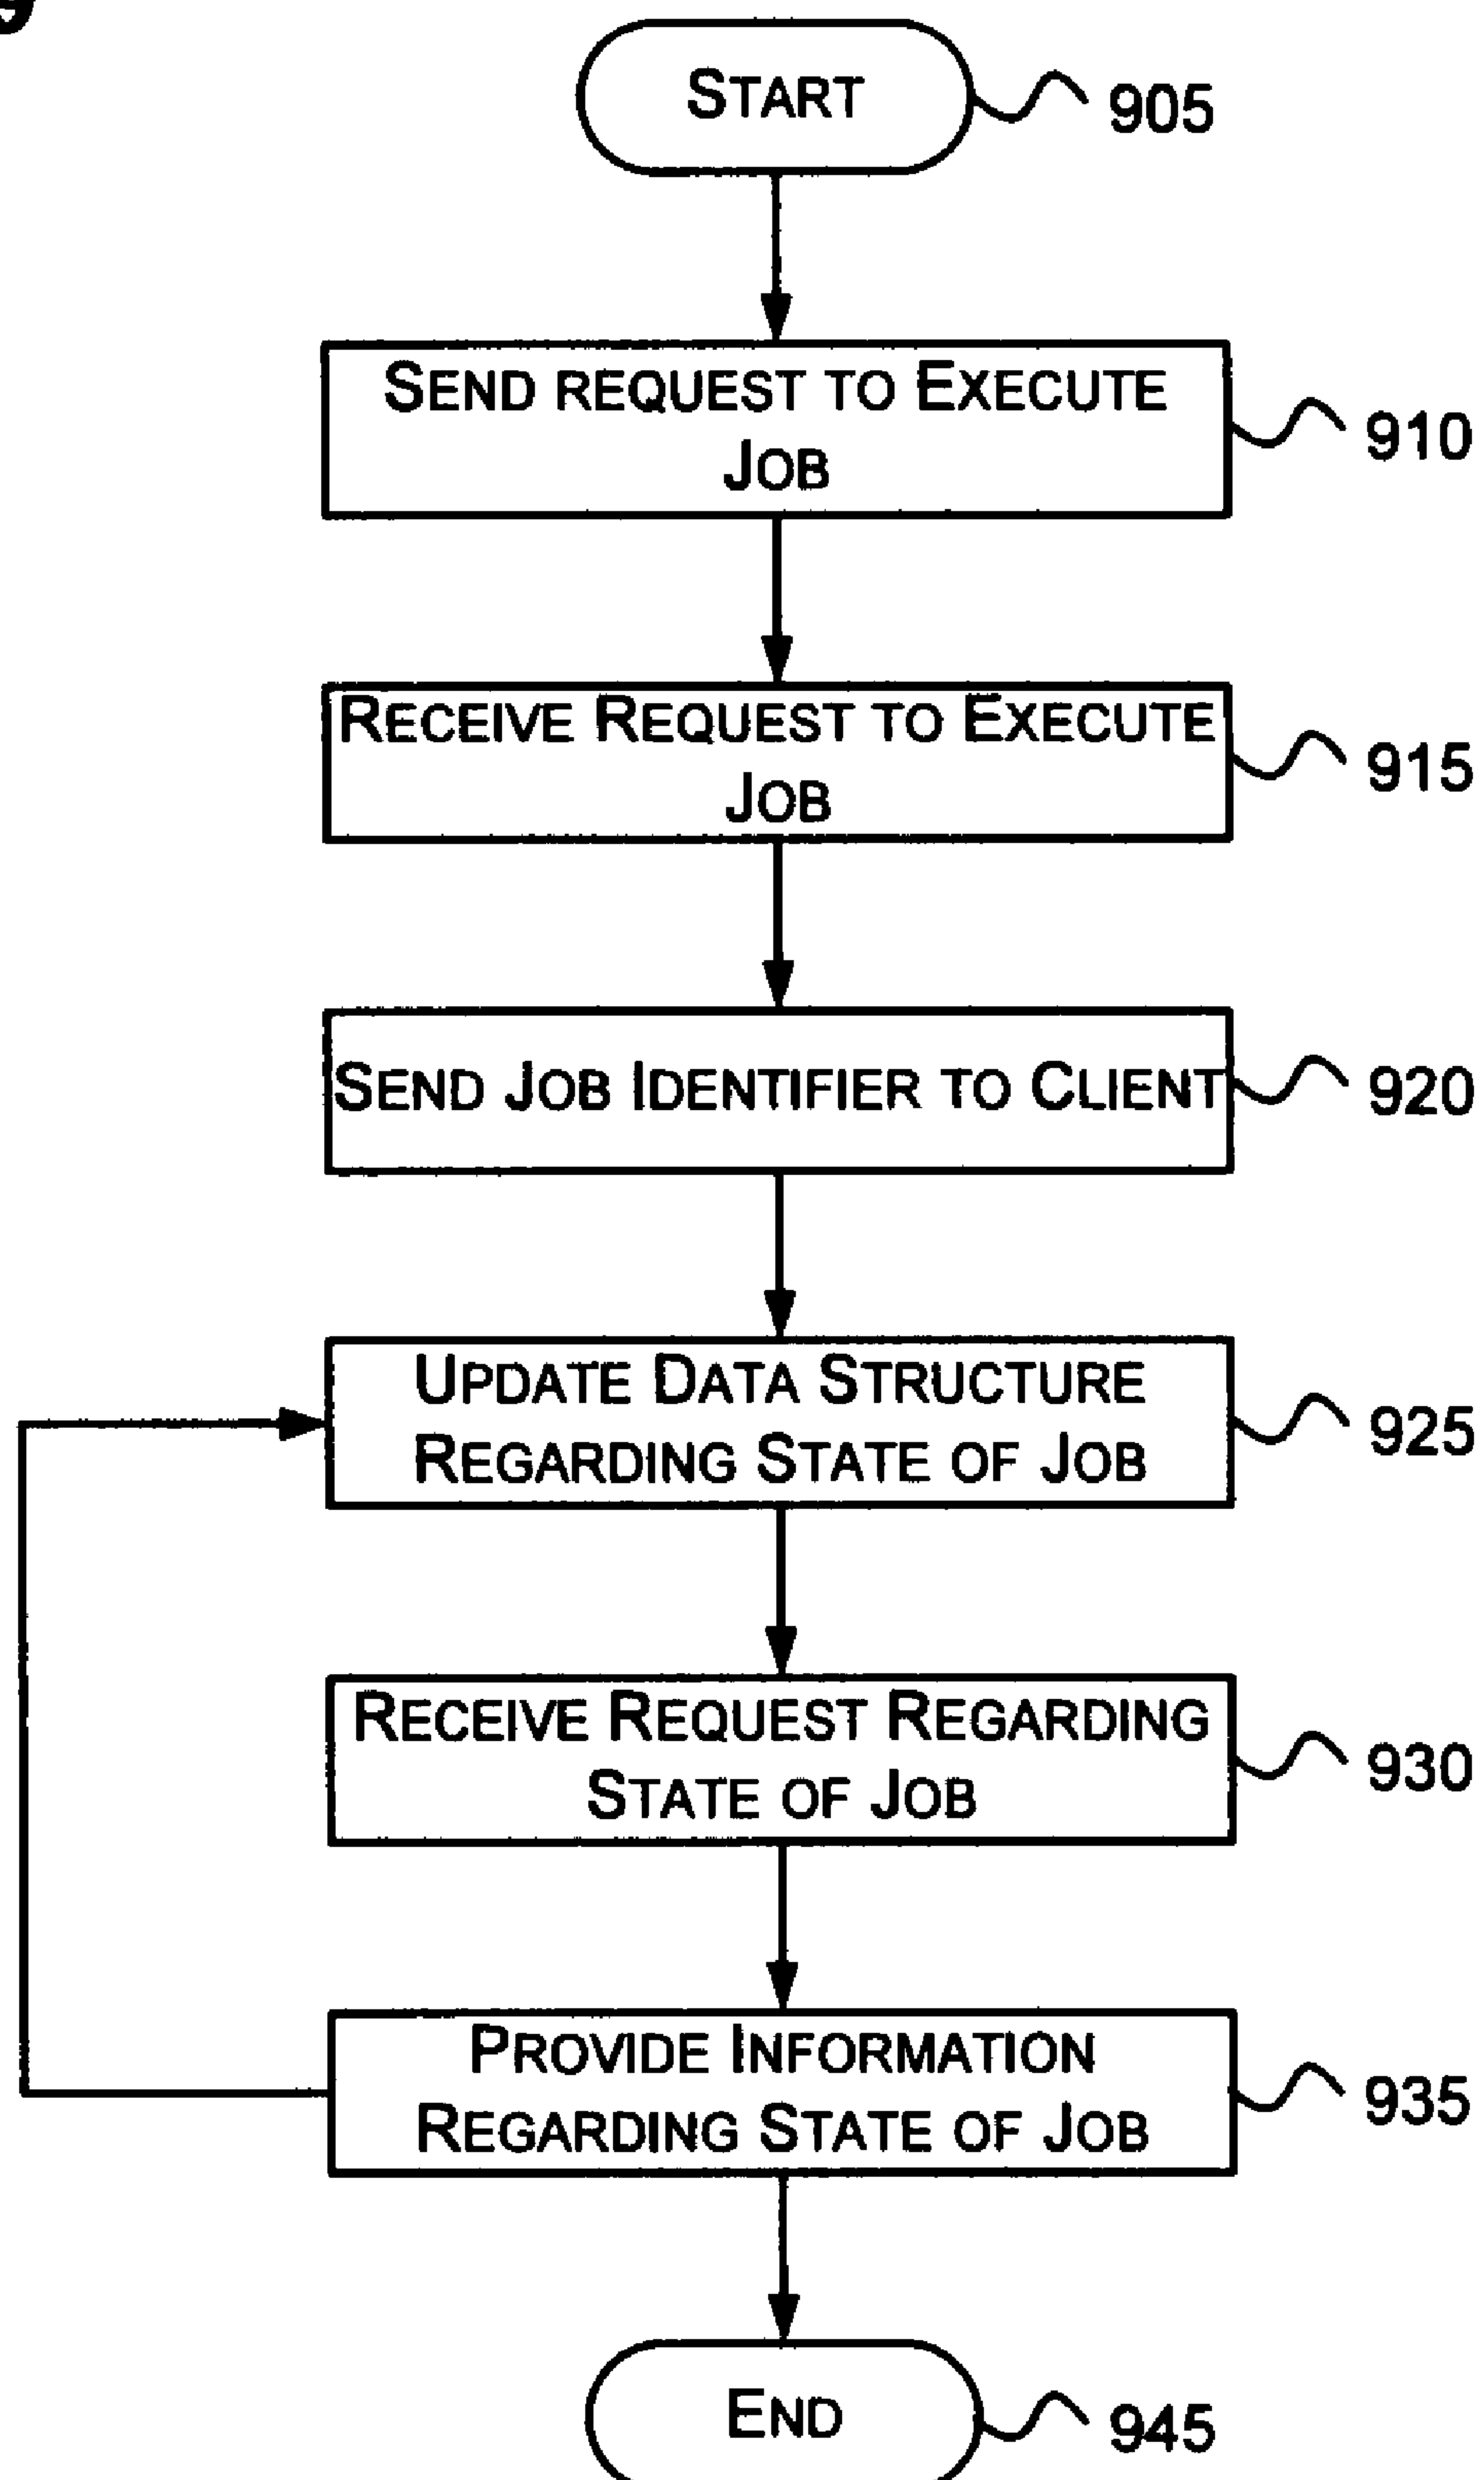 START
905
SEND REQUEST TO EXECUTE
JOB
910
RECEIVE REQUEST TO EXECUTE
JOB
915
SEND JOB IDENTIFIER TO CLIENT
920
UPDATE DATA STRUCTURE
REGARDING STATE OF JOB
925
RECEIVE REQUEST REGARDING
STATE OF JOB
930
PROVIDE INFORMATION
REGARDING STATE OF JOB
935
END
945